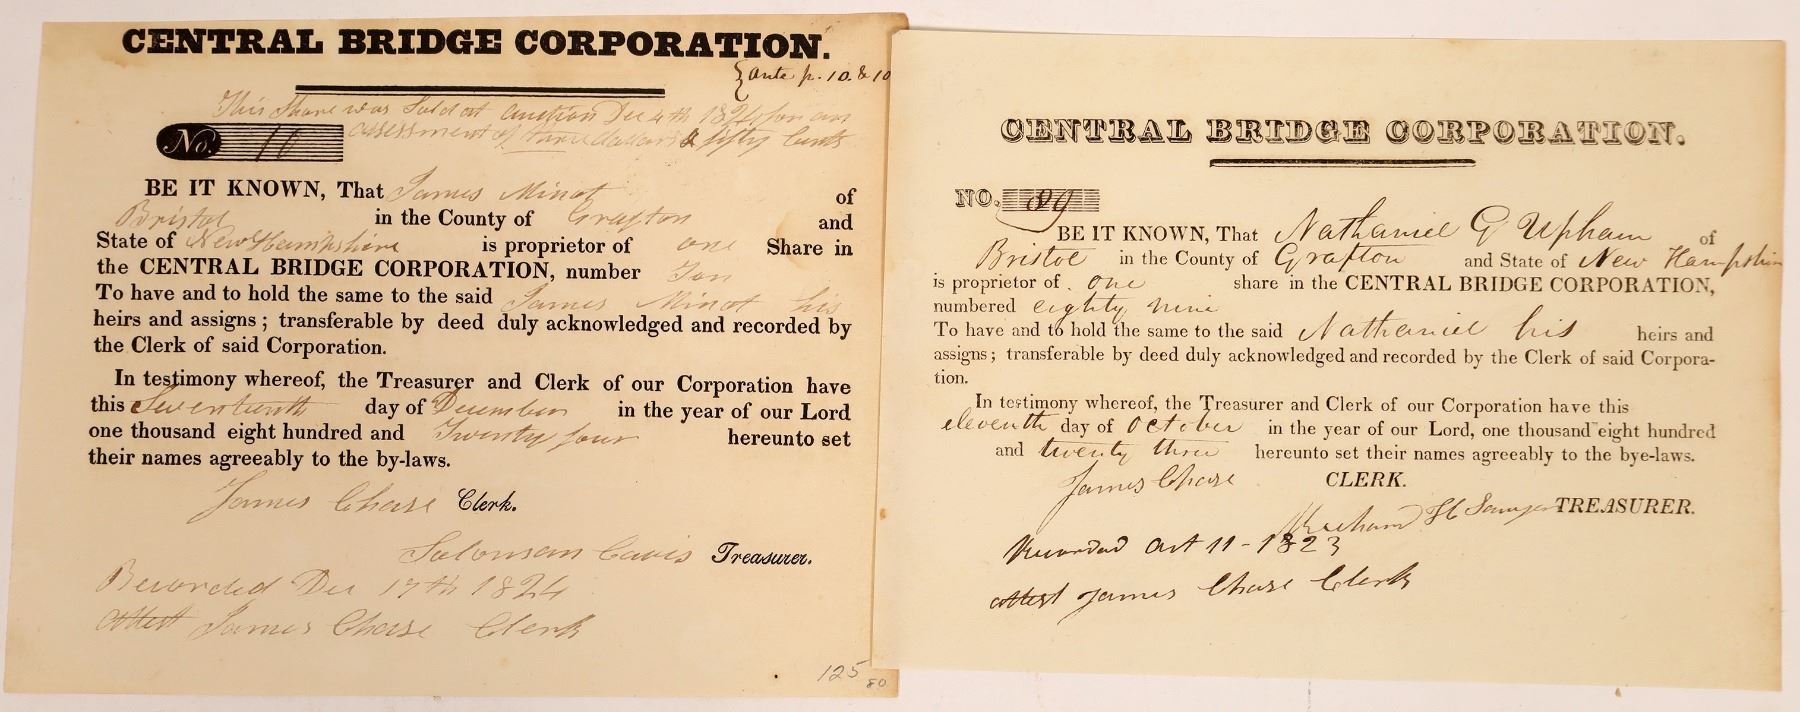 CENTRAL BRIDGE CORPORATION.
{ante p. 10 & 10
This Share was Sold at auction Dec 4th 1824 for an
assessment of three dollars & fifty Cents
No. 10
BE IT KNOWN, That James Minot of
Bristol in the County of Grafton and
State of New Hampshire is proprietor of one Share in
the CENTRAL BRIDGE CORPORATION, number Ten
To have and to hold the same to the said James Minot his
heirs and assigns; transferable by deed duly acknowledged and recorded by
the Clerk of said Corporation.
In testimony whereof, the Treasurer and Clerk of our Corporation have
this Seventeenth day of December in the year of our Lord
one thousand eight hundred and Twenty four hereunto set
their names agreeably to the by-laws.
James Chase Clerk.
Solomon Cavis Treasurer.
Recorded Dec 17th 1824
Attest James Chase Clerk
125
80
CENTRAL BRIDGE CORPORATION.
NO. 89
BE IT KNOWN, That Nathaniel G Upham of
Bristol in the County of Grafton and State of New Hampshire
is proprietor of one share in the CENTRAL BRIDGE CORPORATION,
numbered eighty nine
To have and to hold the same to the said Nathaniel his heirs and
assigns; transferable by deed duly acknowledged and recorded by the Clerk of said Corpora-
tion.
In testimony whereof, the Treasurer and Clerk of our Corporation have this
eleventh day of October in the year of our Lord, one thousand eight hundred
and twenty three hereunto set their names agreeably to the bye-laws.
James Chase CLERK.
H Sawyer TREASURER.
Recorded Oct 11 - 1823
attest James Chase Clerk